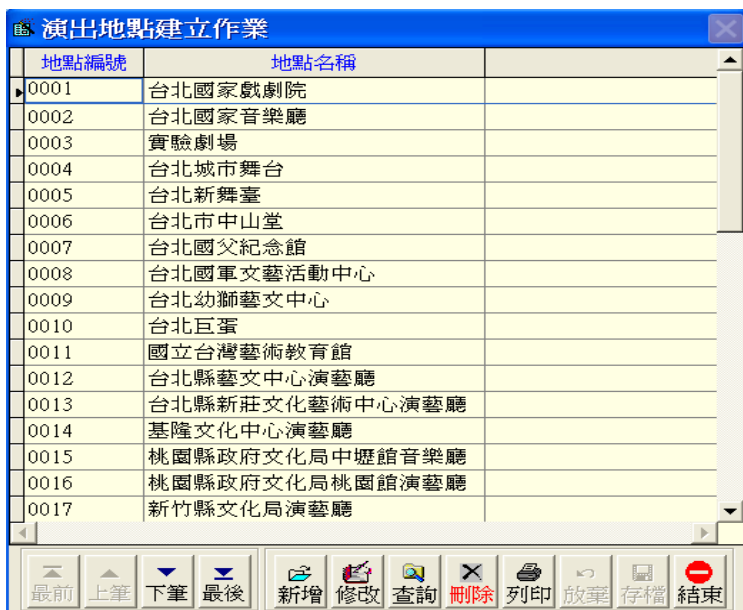 演出地點建立作業
地點編號 地點名稱
0001 台北國家戲劇院
0002 台北國家音樂廳
0003 實驗劇場
0004 台北城市舞台
0005 台北新舞臺
0006 台北市中山堂
0007 台北國父紀念館
0008 台北國軍文藝活動中心
0009 台北幼獅藝文中心
0010 台北巨蛋
0011 國立台灣藝術教育館
0012 台北縣藝文中心演藝廳
0013 台北縣新莊文化藝術中心演藝廳
0014 基隆文化中心演藝廳
0015 桃園縣政府文化局中壢館音樂廳
0016 桃園縣政府文化局桃園館演藝廳
0017 新竹縣文化局演藝廳
最前 上筆 下筆 最後 新增 修改 查詢 刪除 列印 放棄 存檔 結束